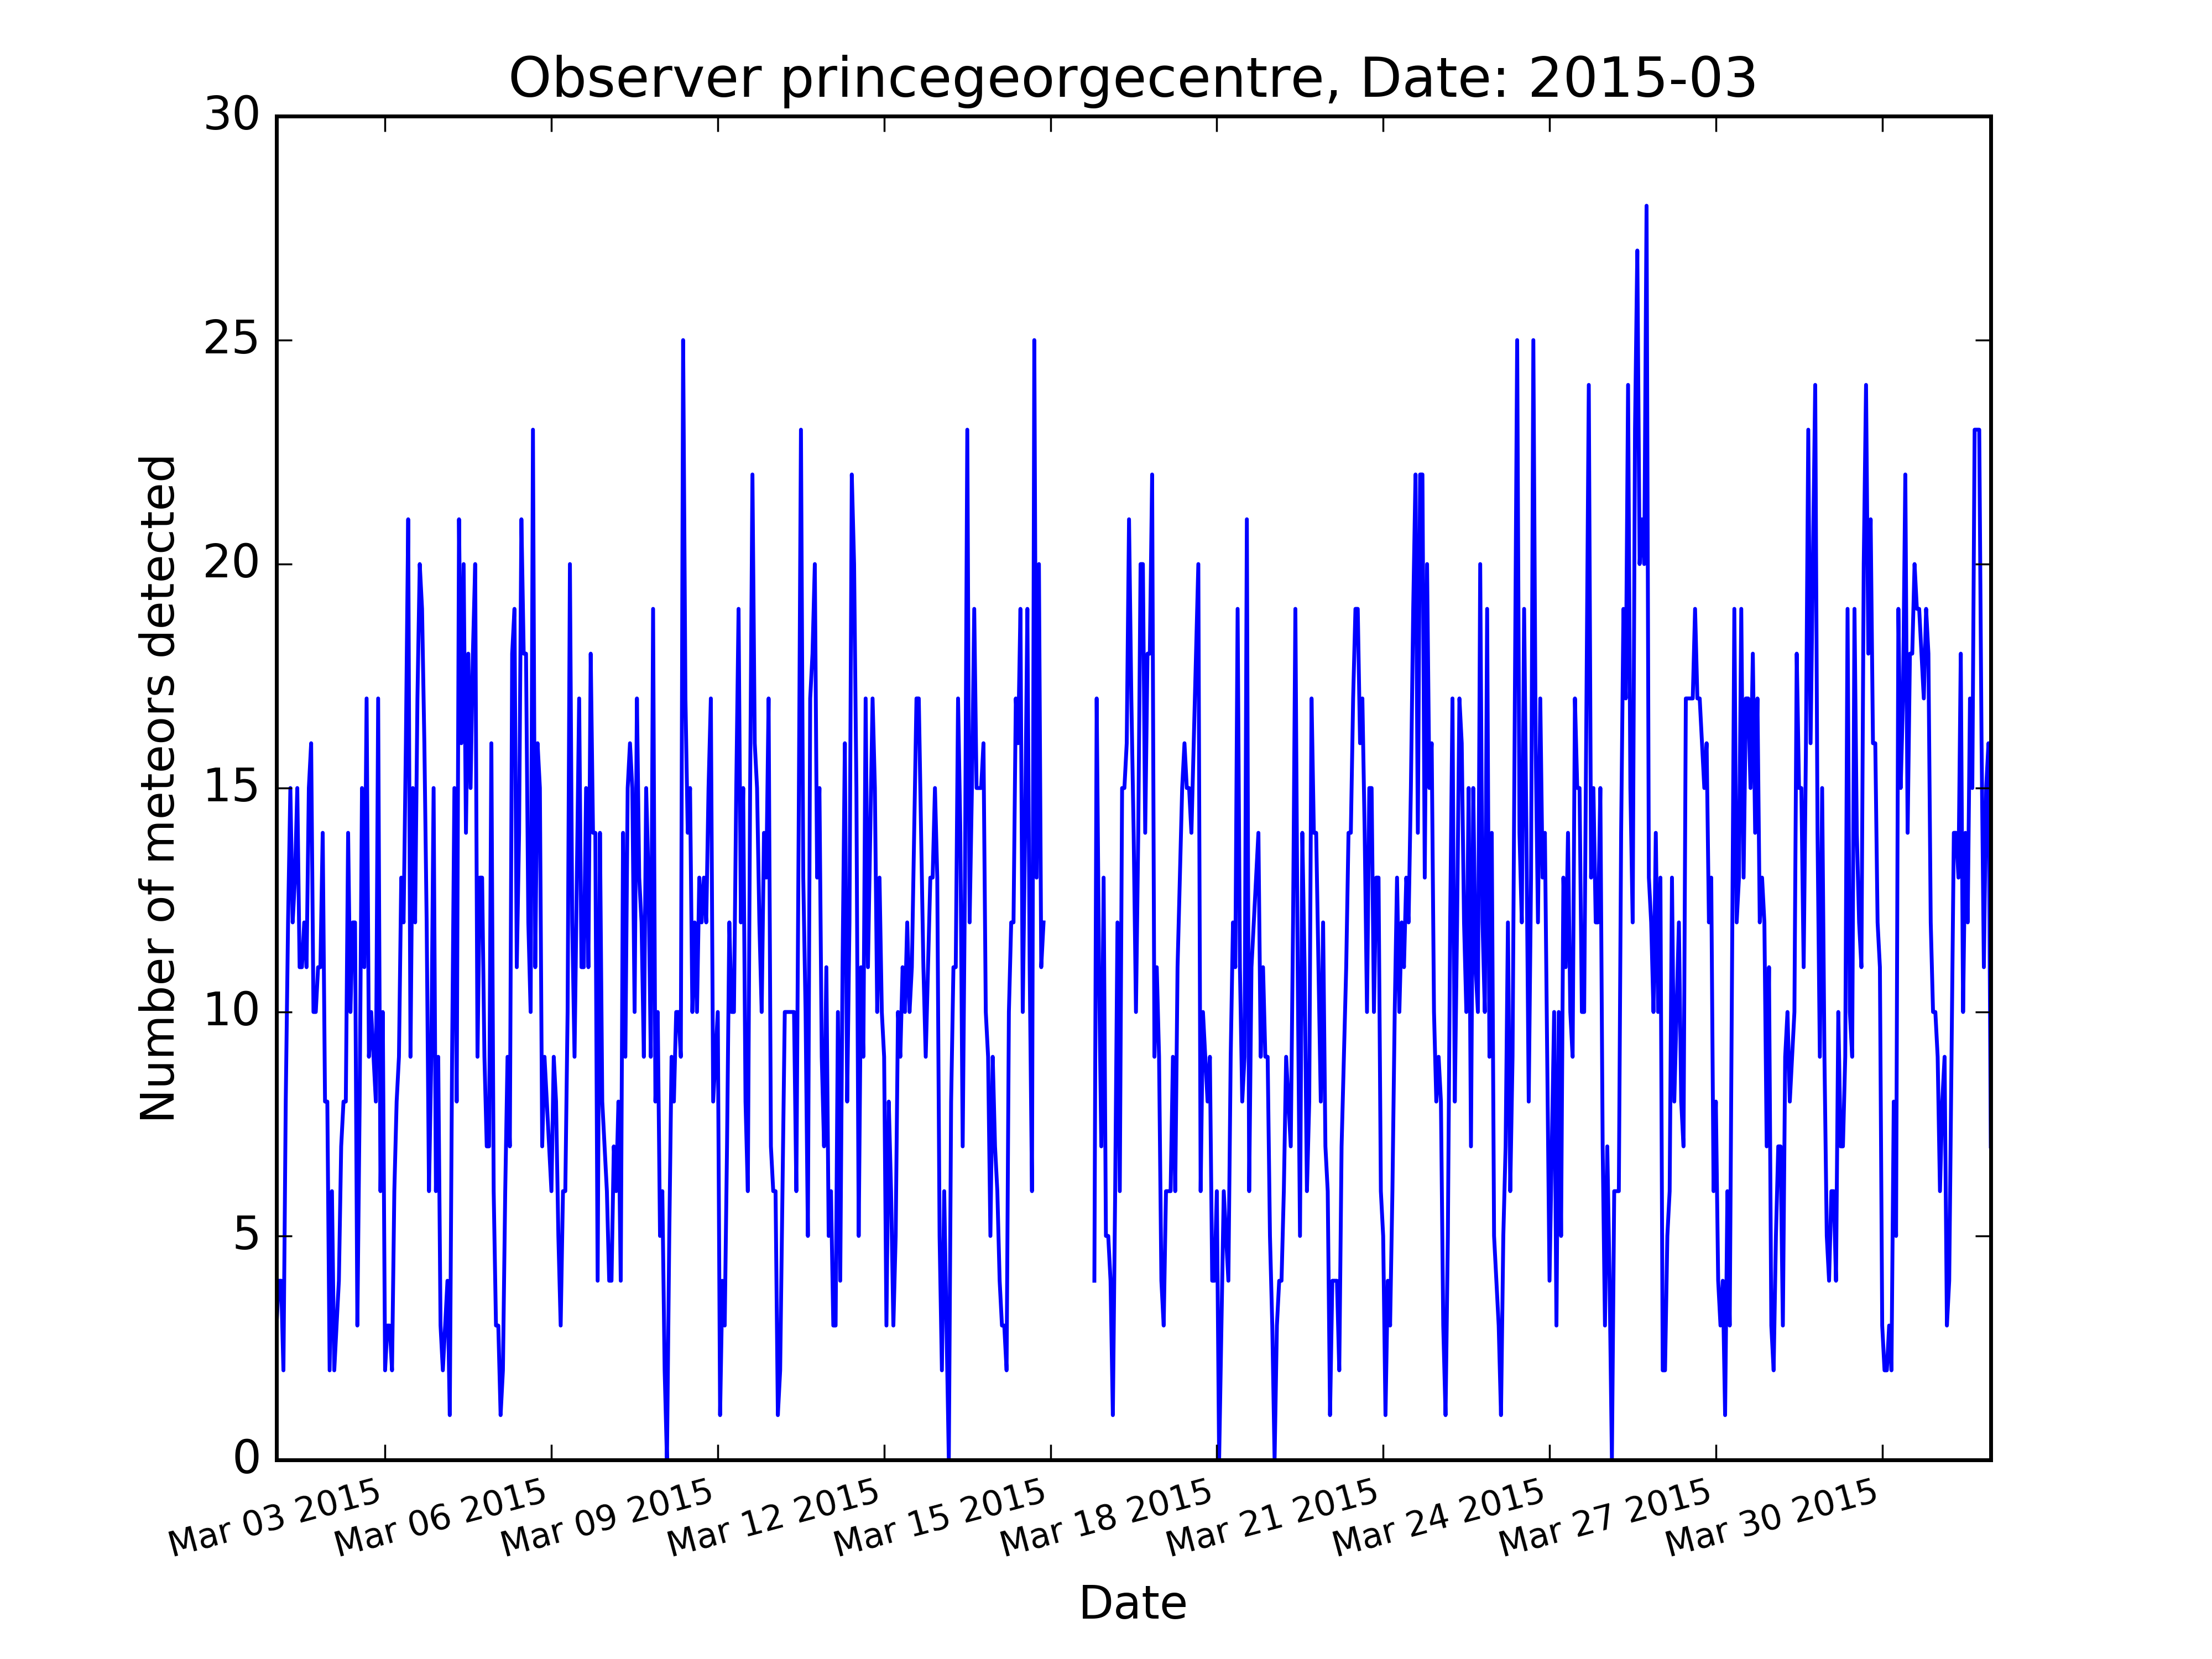 Observer princegeorgecentre, Date: 2015-03
Number of meteors detected
30
25
20
15
10
5
0
Mar 03 2015
Mar 06 2015
Mar 09 2015
Mar 12 2015
Mar 15 2015
Mar 18 2015
Mar 21 2015
Mar 24 2015
Mar 27 2015
Mar 30 2015
Date